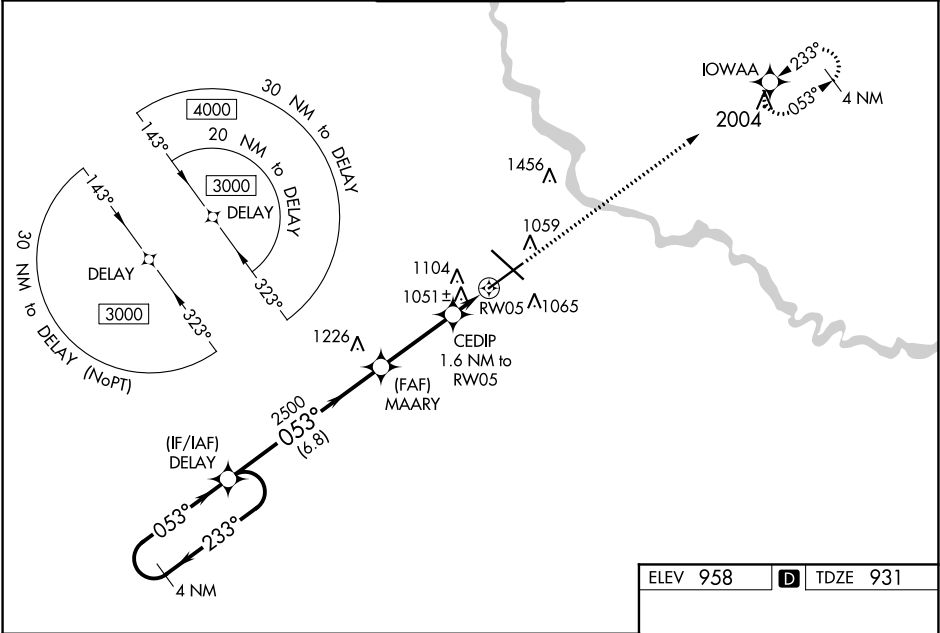 IOWAA
233°
053°
4 NM
2004
30 NM to DELAY
4000
143°
20 NM to DELAY
3000
DELAY
323°
143°
DELAY
3000
323°
30 NM to DELAY (NoPT)
1456
1059
1104
1051±
RW05
1065
CEDIP
1.6 NM to
RW05
1226
(FAF)
MAARY
2500
053°
(6.8)
(IF/IAF)
DELAY
053°
233°
4 NM
ELEV 958 D TDZE 931